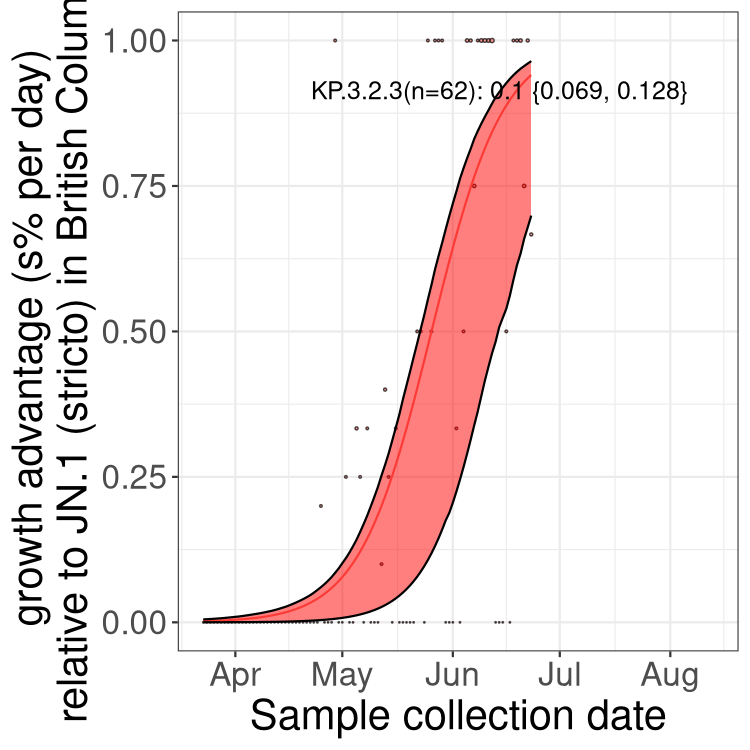 growth advantage (s% per day)
relative to JN.1 (stricto) in British Colum
1.00
0.75
0.50
0.25
0.00
KP.3.2.3(n=62): 0.1 {0.069, 0.128}
Apr May Jun Jul Aug
Sample collection date